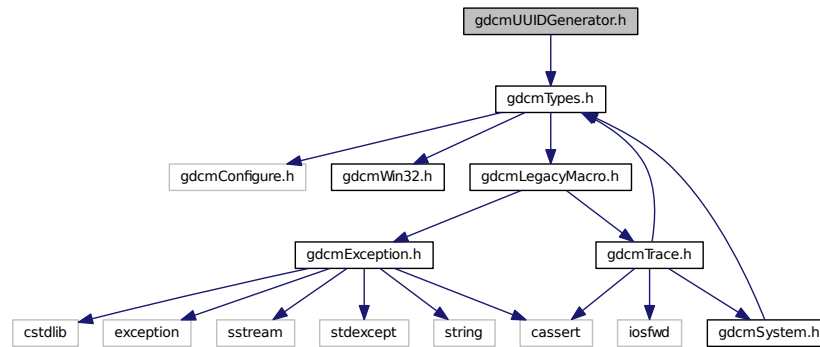 gdcmUUIDGenerator.h
gdcmTypes.h
gdcmConfigure.h
gdcmWin32.h
gdcmLegacyMacro.h
gdcmException.h
gdcmTrace.h
cstdlib
exception
sstream
stdexcept
string
cassert
iosfwd
gdcmSystem.h